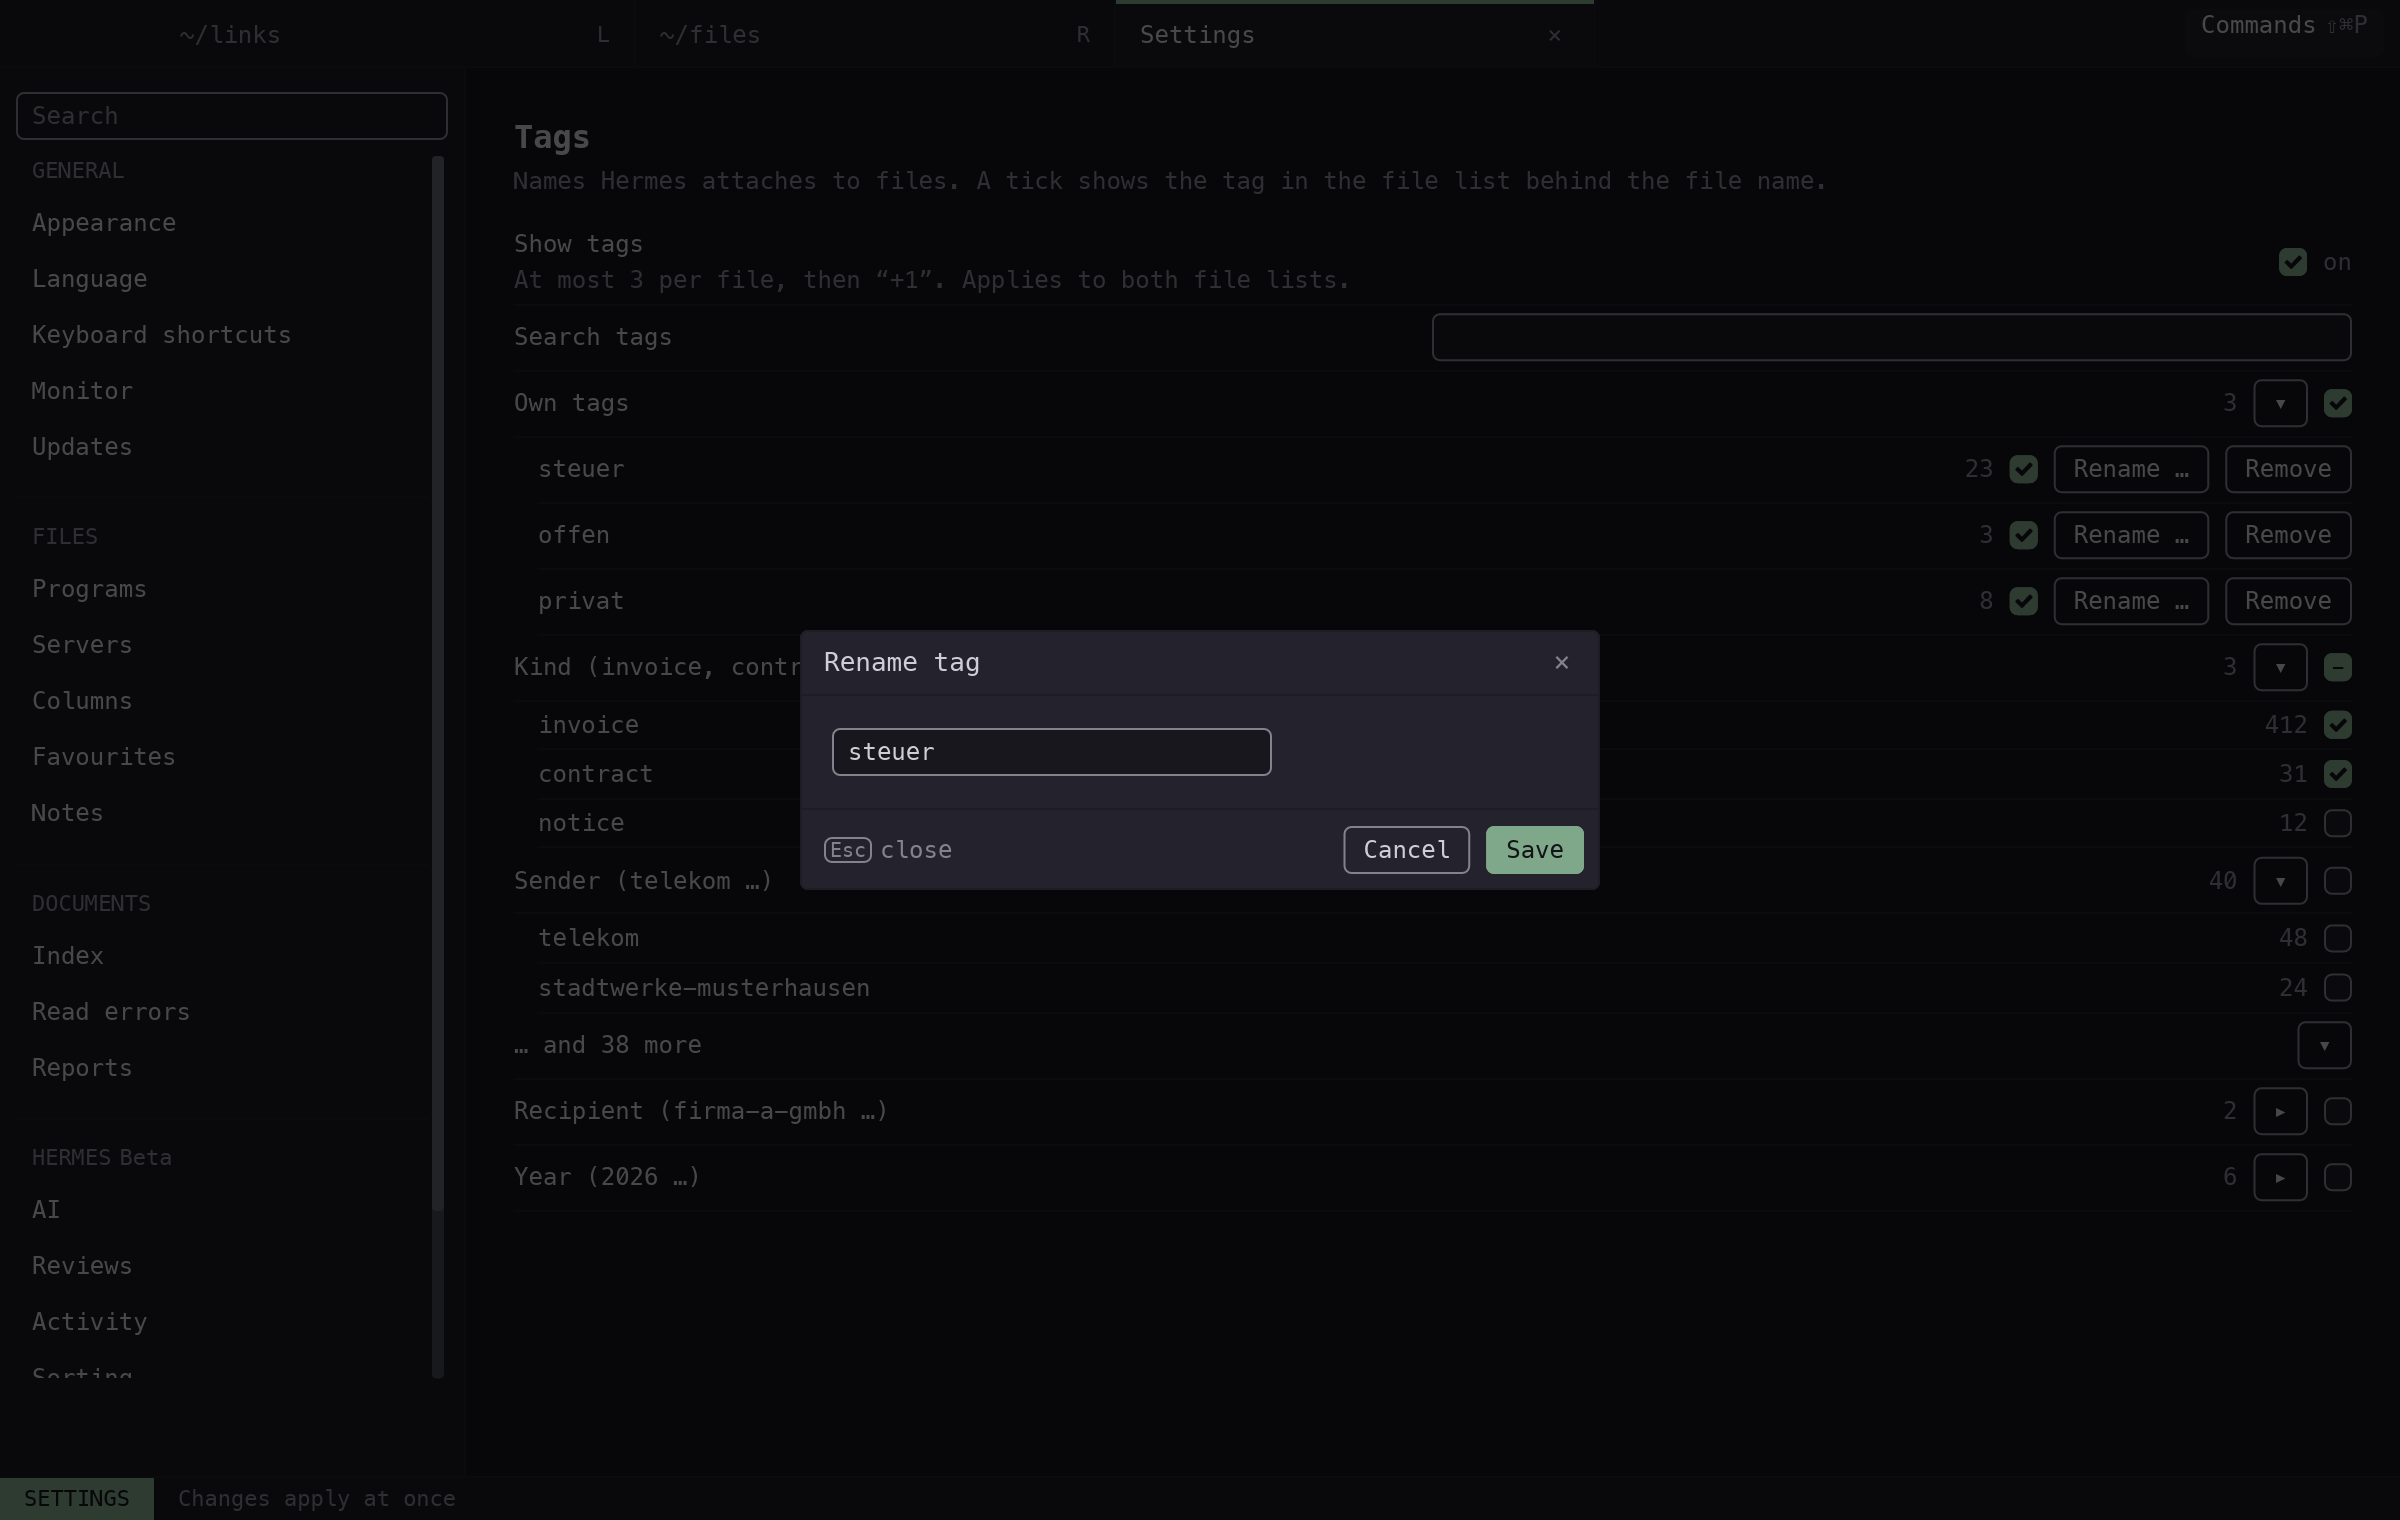 ~/links L ~/files R Settings × Commands ⇧⌘P
Search
GENERAL
Appearance
Language
Keyboard shortcuts
Monitor
Updates
FILES
Programs
Servers
Columns
Favourites
Notes
DOCUMENTS
Index
Read errors
Reports
HERMES Beta
AI
Reviews
Activity
Sorting
Tags
Names Hermes attaches to files. A tick shows the tag in the file list behind the file name.
Show tags
At most 3 per file, then “+1”. Applies to both file lists.
on
Search tags
Own tags 3 ▾
steuer 23 Rename … Remove
offen 3 Rename … Remove
privat 8 Rename … Remove
Kind (invoice, contr 3 ▾
invoice 412
contract 31
notice 12
Sender (telekom …) 40 ▾
telekom 48
stadtwerke-musterhausen 24
… and 38 more ▾
Recipient (firma-a-gmbh …) 2 ▸
Year (2026 …) 6 ▸
Rename tag ×
steuer
Esc close Cancel Save
SETTINGS Changes apply at once